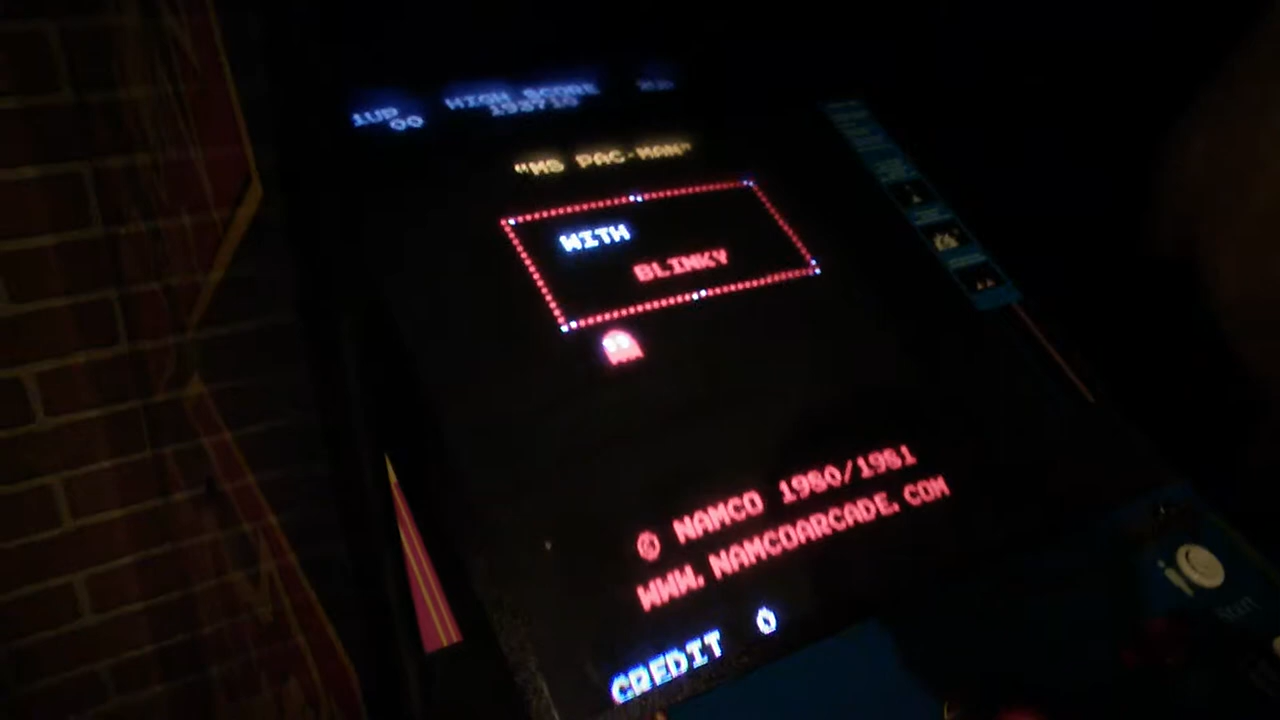 1UP HIGH SCORE
00
"MS PAC-MAN"
WITH
BLINKY
© NAMCO 1980/1981
WWW.NAMCOARCADE.COM
CREDIT 0